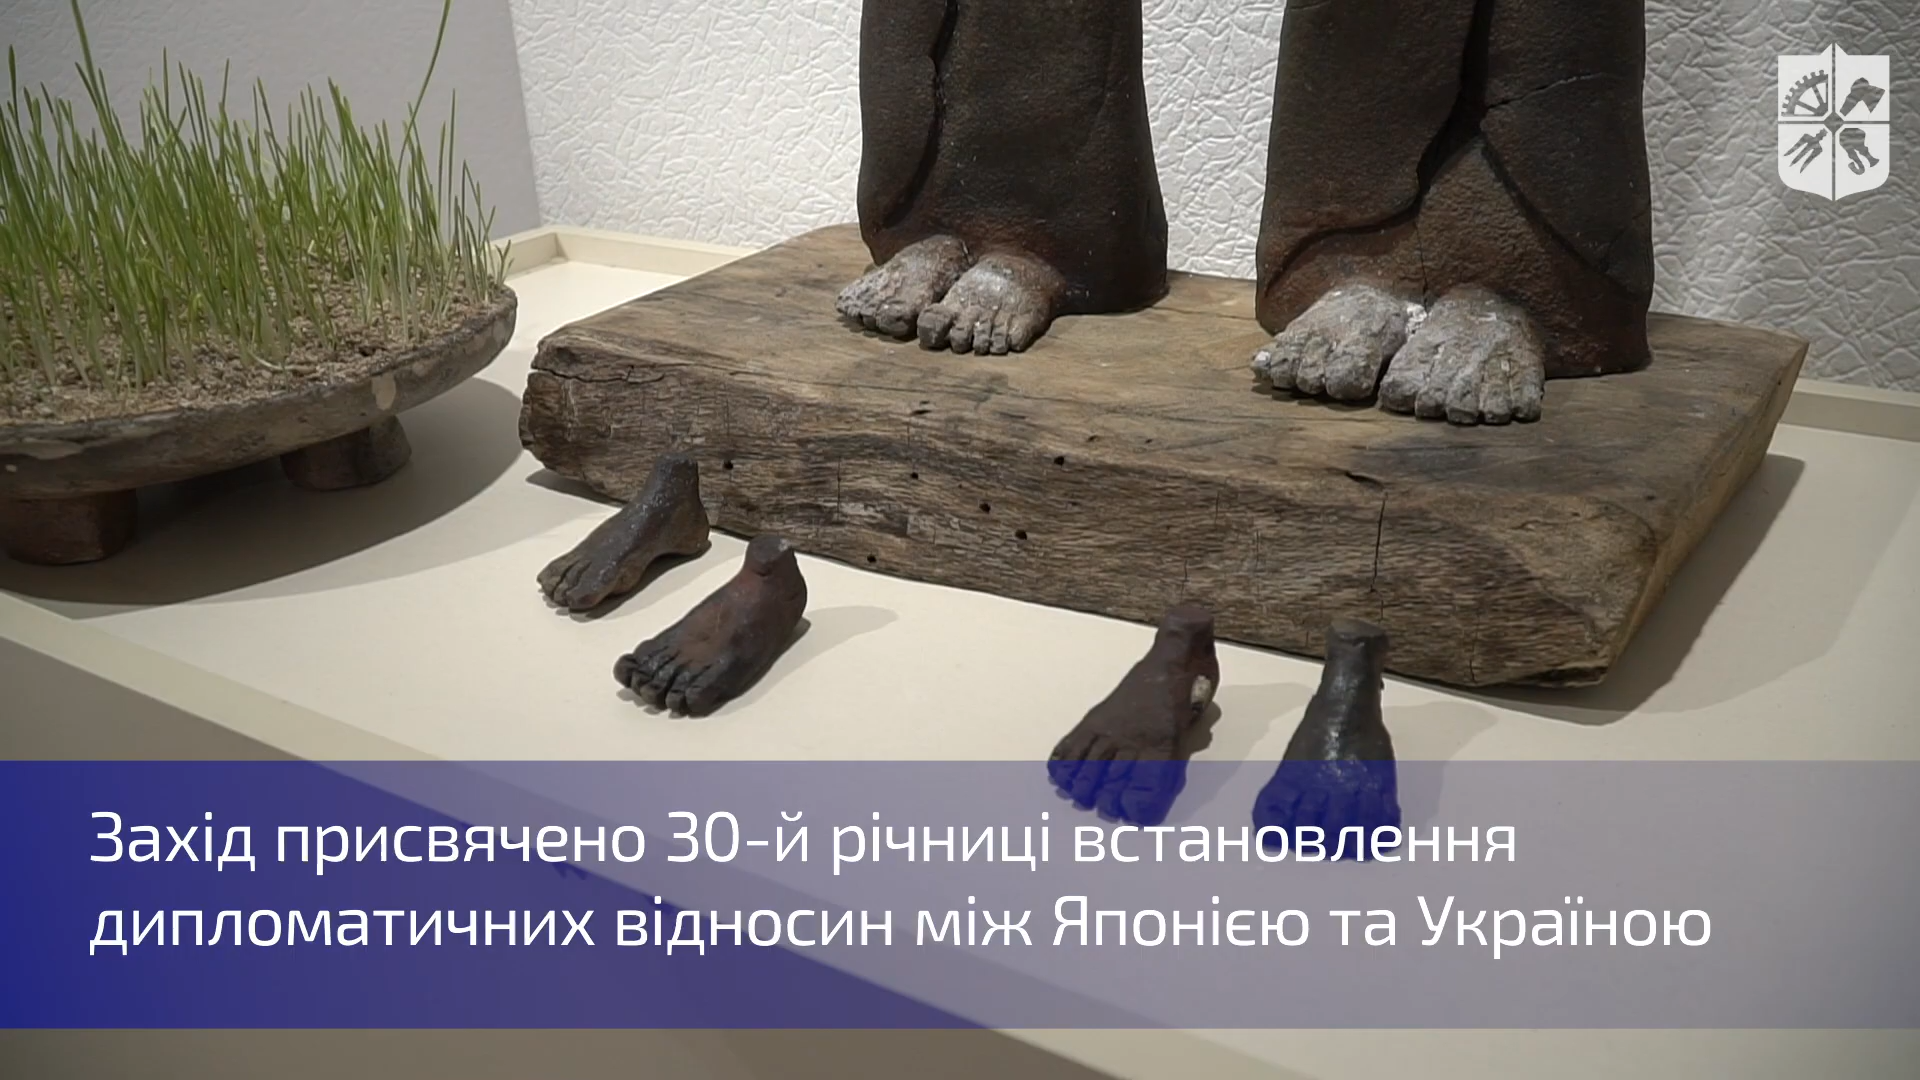 Захід присвячено 30-й річниці встановлення
дипломатичних відносин між Японією та Україною